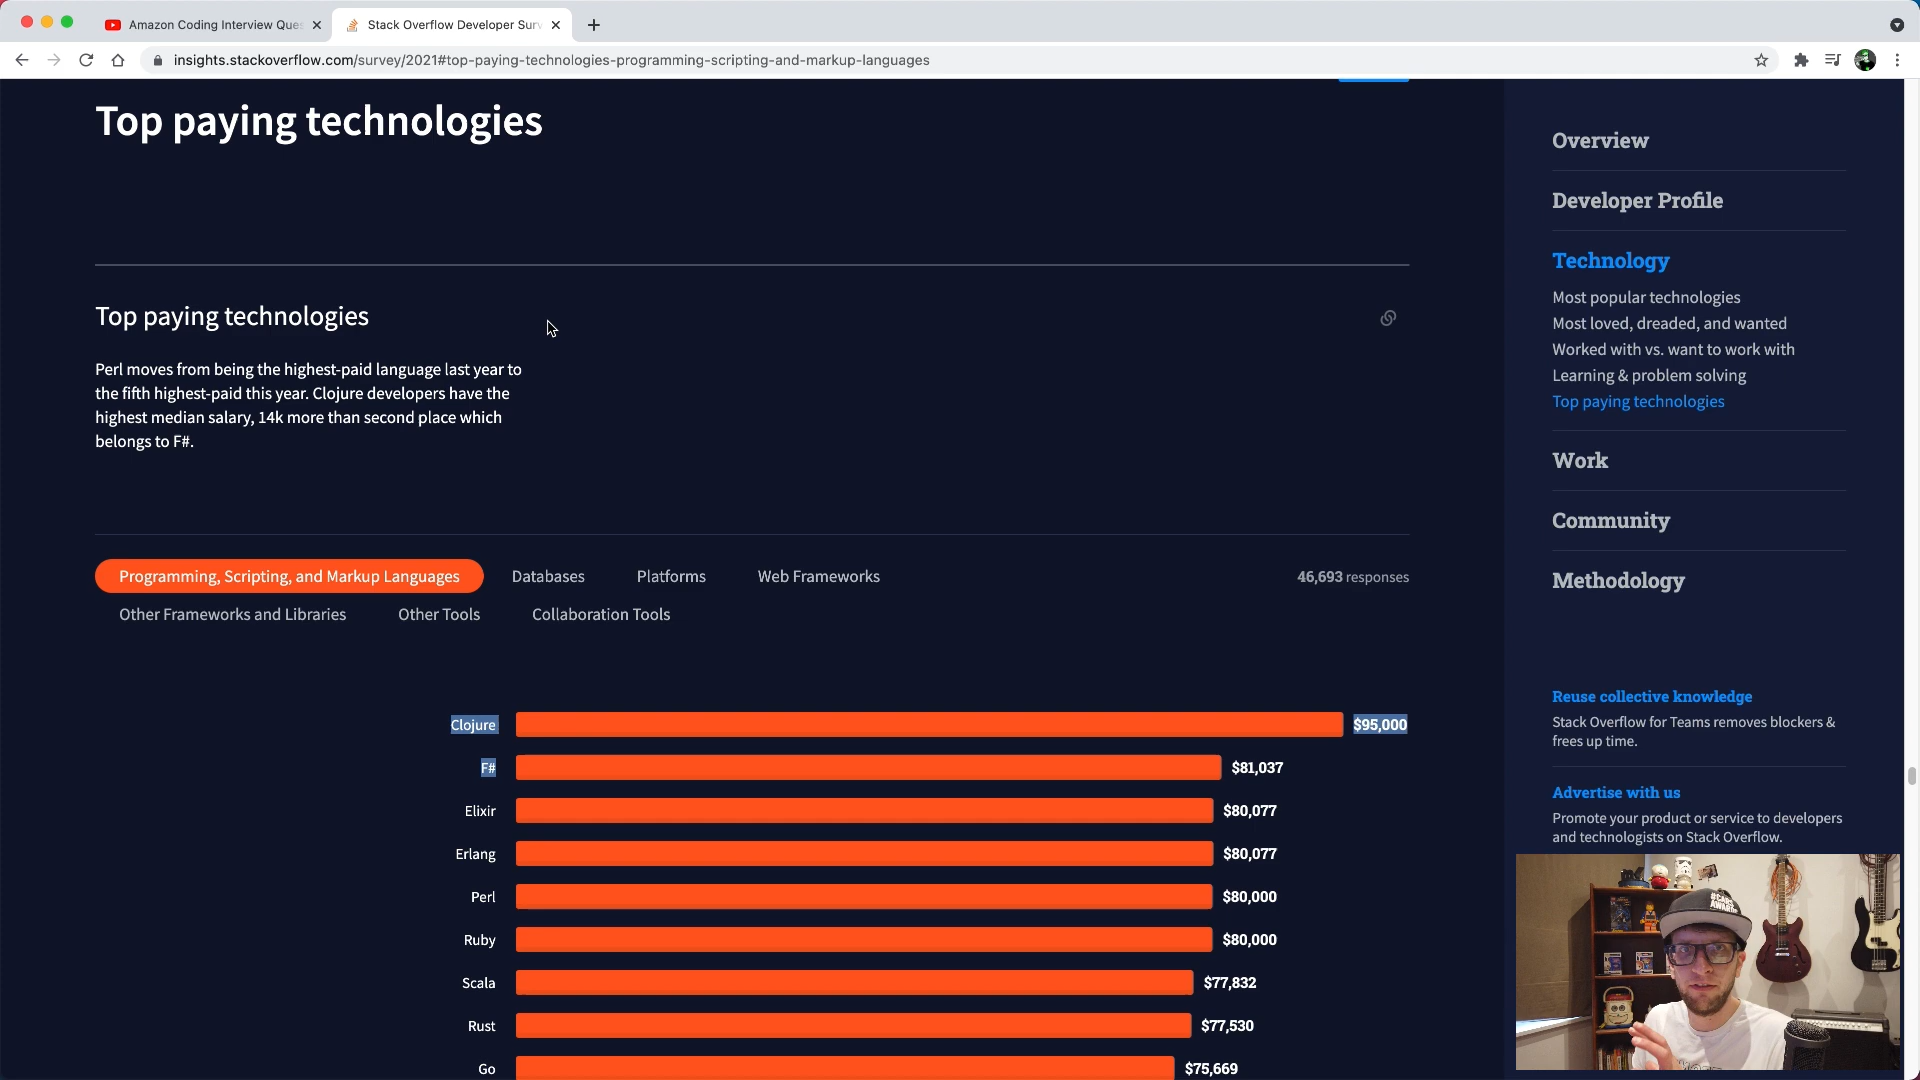 Amazon Coding Interview Ques
Stack Overflow Developer Surv
insights.stackoverflow.com/survey/2021#top-paying-technologies-programming-scripting-and-markup-languages
Top paying technologies
Top paying technologies
Perl moves from being the highest-paid language last year to
the fifth highest-paid this year. Clojure developers have the
highest median salary, 14k more than second place which
belongs to F#.
Programming, Scripting, and Markup Languages
Databases
Platforms
Web Frameworks
46,693 responses
Other Frameworks and Libraries
Other Tools
Collaboration Tools
Clojure $95,000
F# $81,037
Elixir $80,077
Erlang $80,077
Perl $80,000
Ruby $80,000
Scala $77,832
Rust $77,530
Go $75,669
Overview
Developer Profile
Technology
Most popular technologies
Most loved, dreaded, and wanted
Worked with vs. want to work with
Learning & problem solving
Top paying technologies
Work
Community
Methodology
Reuse collective knowledge
Stack Overflow for Teams removes blockers &
frees up time.
Advertise with us
Promote your product or service to developers
and technologists on Stack Overflow.